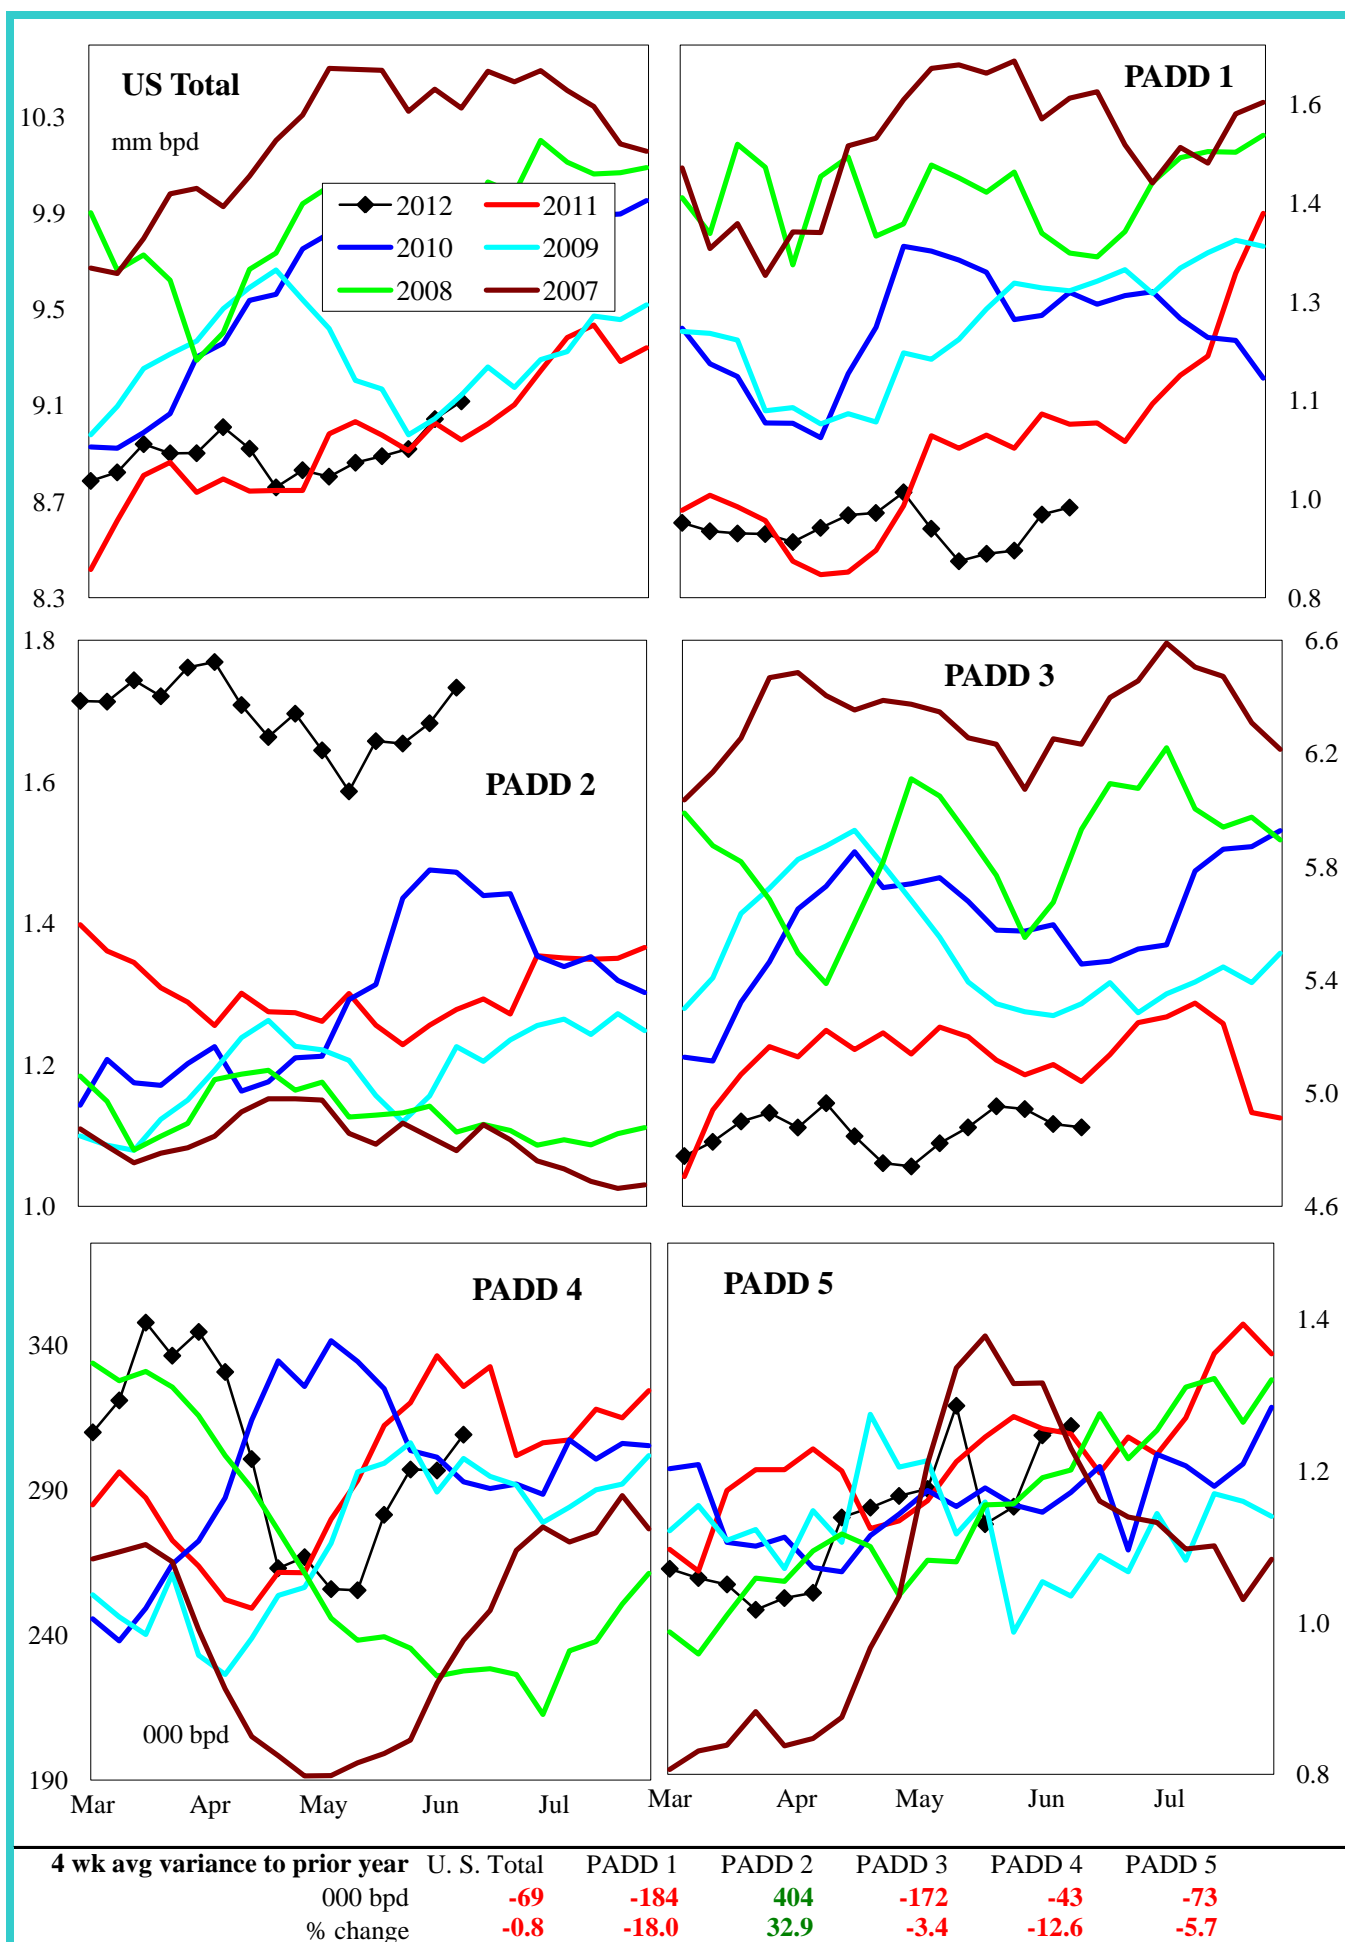 US Total
PADD 1
mm bpd
10.3
9.9
9.5
9.1
8.7
8.3
2012
2011
2010
2009
2008
2007
1.6
1.4
1.3
1.1
1.0
0.8
1.8
1.6
1.4
1.2
1.0
PADD 2
PADD 3
6.6
6.2
5.8
5.4
5.0
4.6
PADD 4
340
290
240
190
000 bpd
Mar Apr May Jun Jul
PADD 5
1.4
1.2
1.0
0.8
Mar Apr May Jun Jul
4 wk avg variance to prior year U. S. Total PADD 1 PADD 2 PADD 3 PADD 4 PADD 5
000 bpd -69 -184 404 -172 -43 -73
% change -0.8 -18.0 32.9 -3.4 -12.6 -5.7